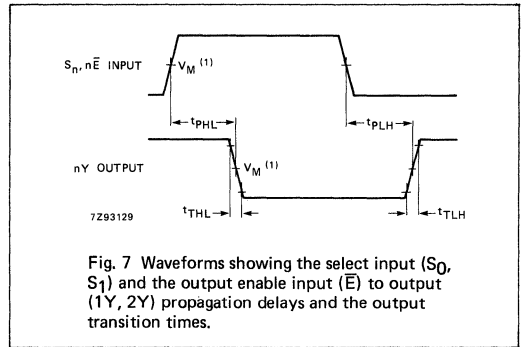 Sn, nE̅ INPUT
VM (1)
tPHL
tPLH
nY OUTPUT
VM (1)
7Z93129
tTHL
tTLH
Fig. 7 Waveforms showing the select input (S0,
S1) and the output enable input (E̅) to output
(1Y, 2Y) propagation delays and the output
transition times.